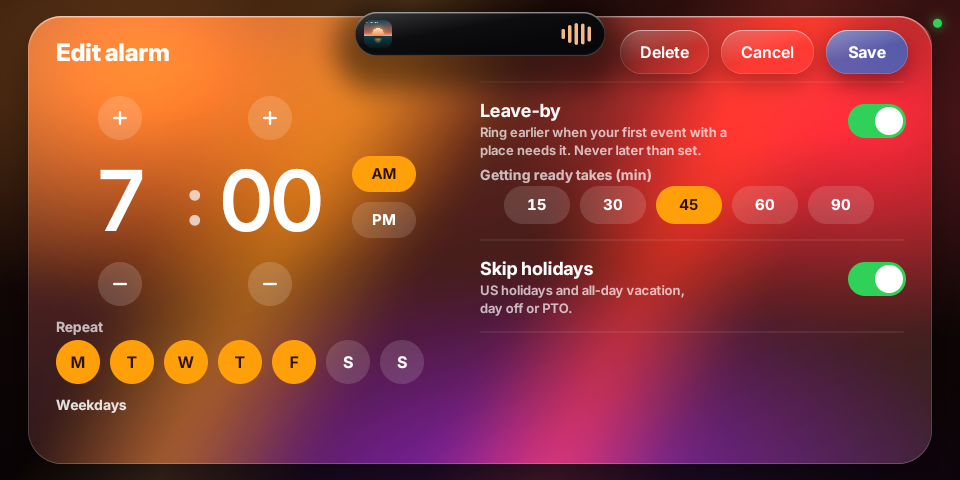 Edit alarm
Delete
Cancel
Save
+
+
7 : 00
AM
PM
−
−
Repeat
M T W T F S S
Weekdays
Leave-by
Ring earlier when your first event with a
place needs it. Never later than set.
Getting ready takes (min)
15 30 45 60 90
Skip holidays
US holidays and all-day vacation,
day off or PTO.